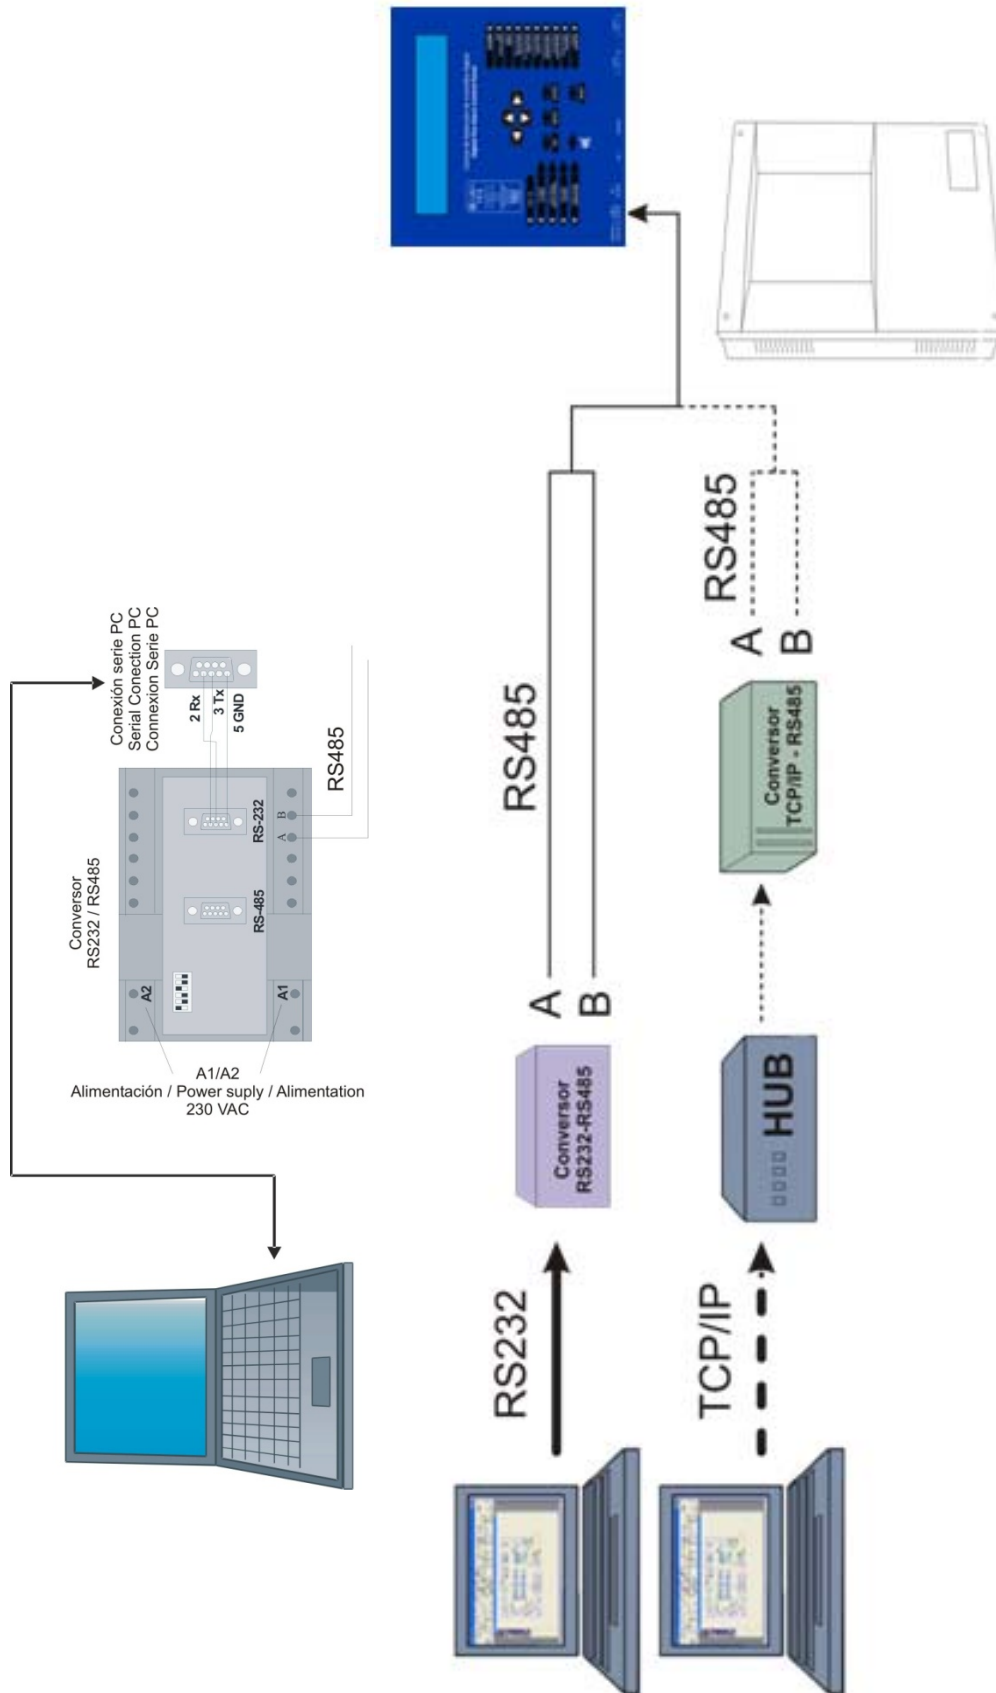 Conexión serie PC
Serial Conection PC
Connexion Serie PC
2 Rx
3 Tx
5 GND
RS485
Conversor
RS232 / RS485
RS-232
RS-485
B
A
A2
A1
A1/A2
Alimentación / Power suply / Alimentation
230 VAC
RS232
Conversor
RS232-RS485
A
B
RS485
TCP/IP
HUB
Conversor
TCP/IP - RS485
A
B
RS485